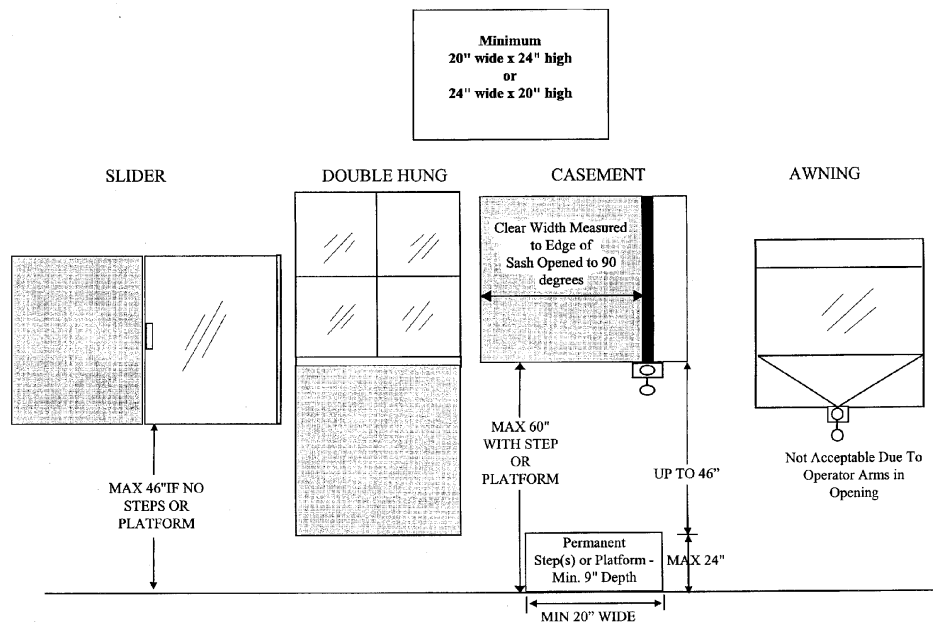 Minimum
20" wide x 24" high
or
24" wide x 20" high
SLIDER
DOUBLE HUNG
CASEMENT
AWNING
Clear Width Measured
to Edge of
Sash Opened to 90
degrees
MAX 46"IF NO
STEPS OR
PLATFORM
MAX 60"
WITH STEP
OR
PLATFORM
UP TO 46"
Not Acceptable Due To
Operator Arms in
Opening
Permanent
Step(s) or Platform -
Min. 9" Depth
MAX 24"
MIN 20" WIDE